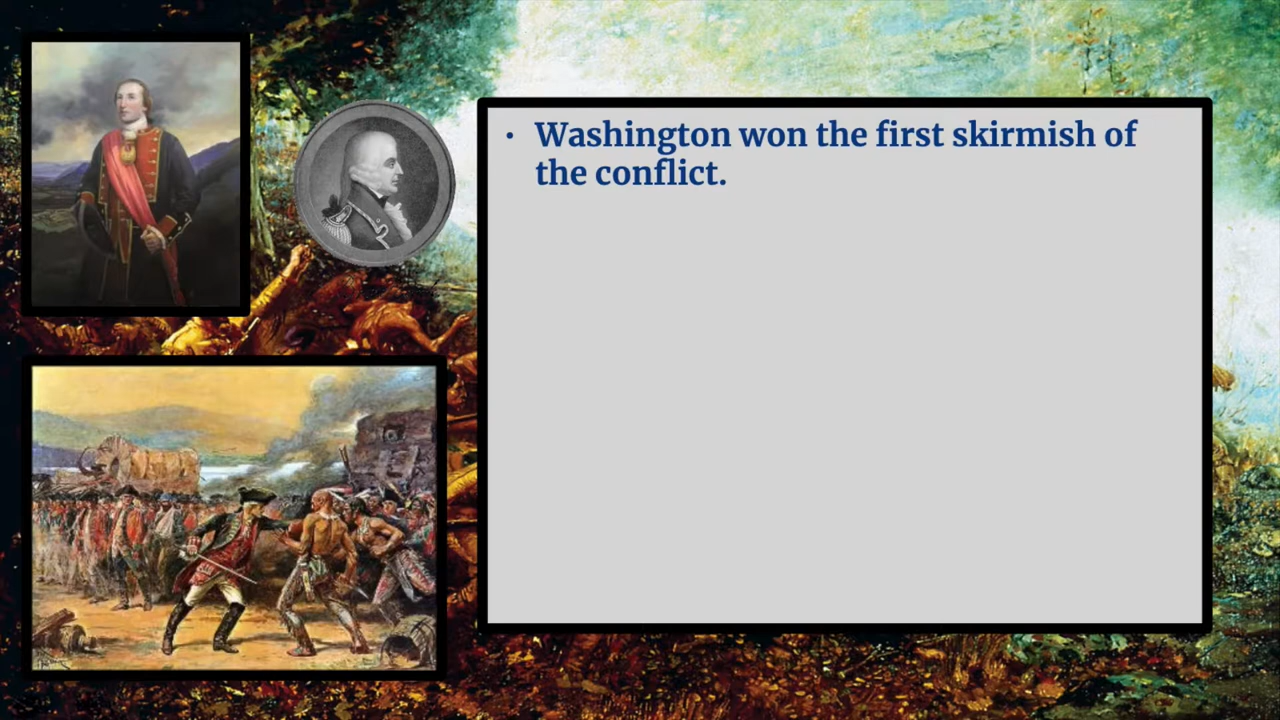 • Washington won the first skirmish of
the conflict.